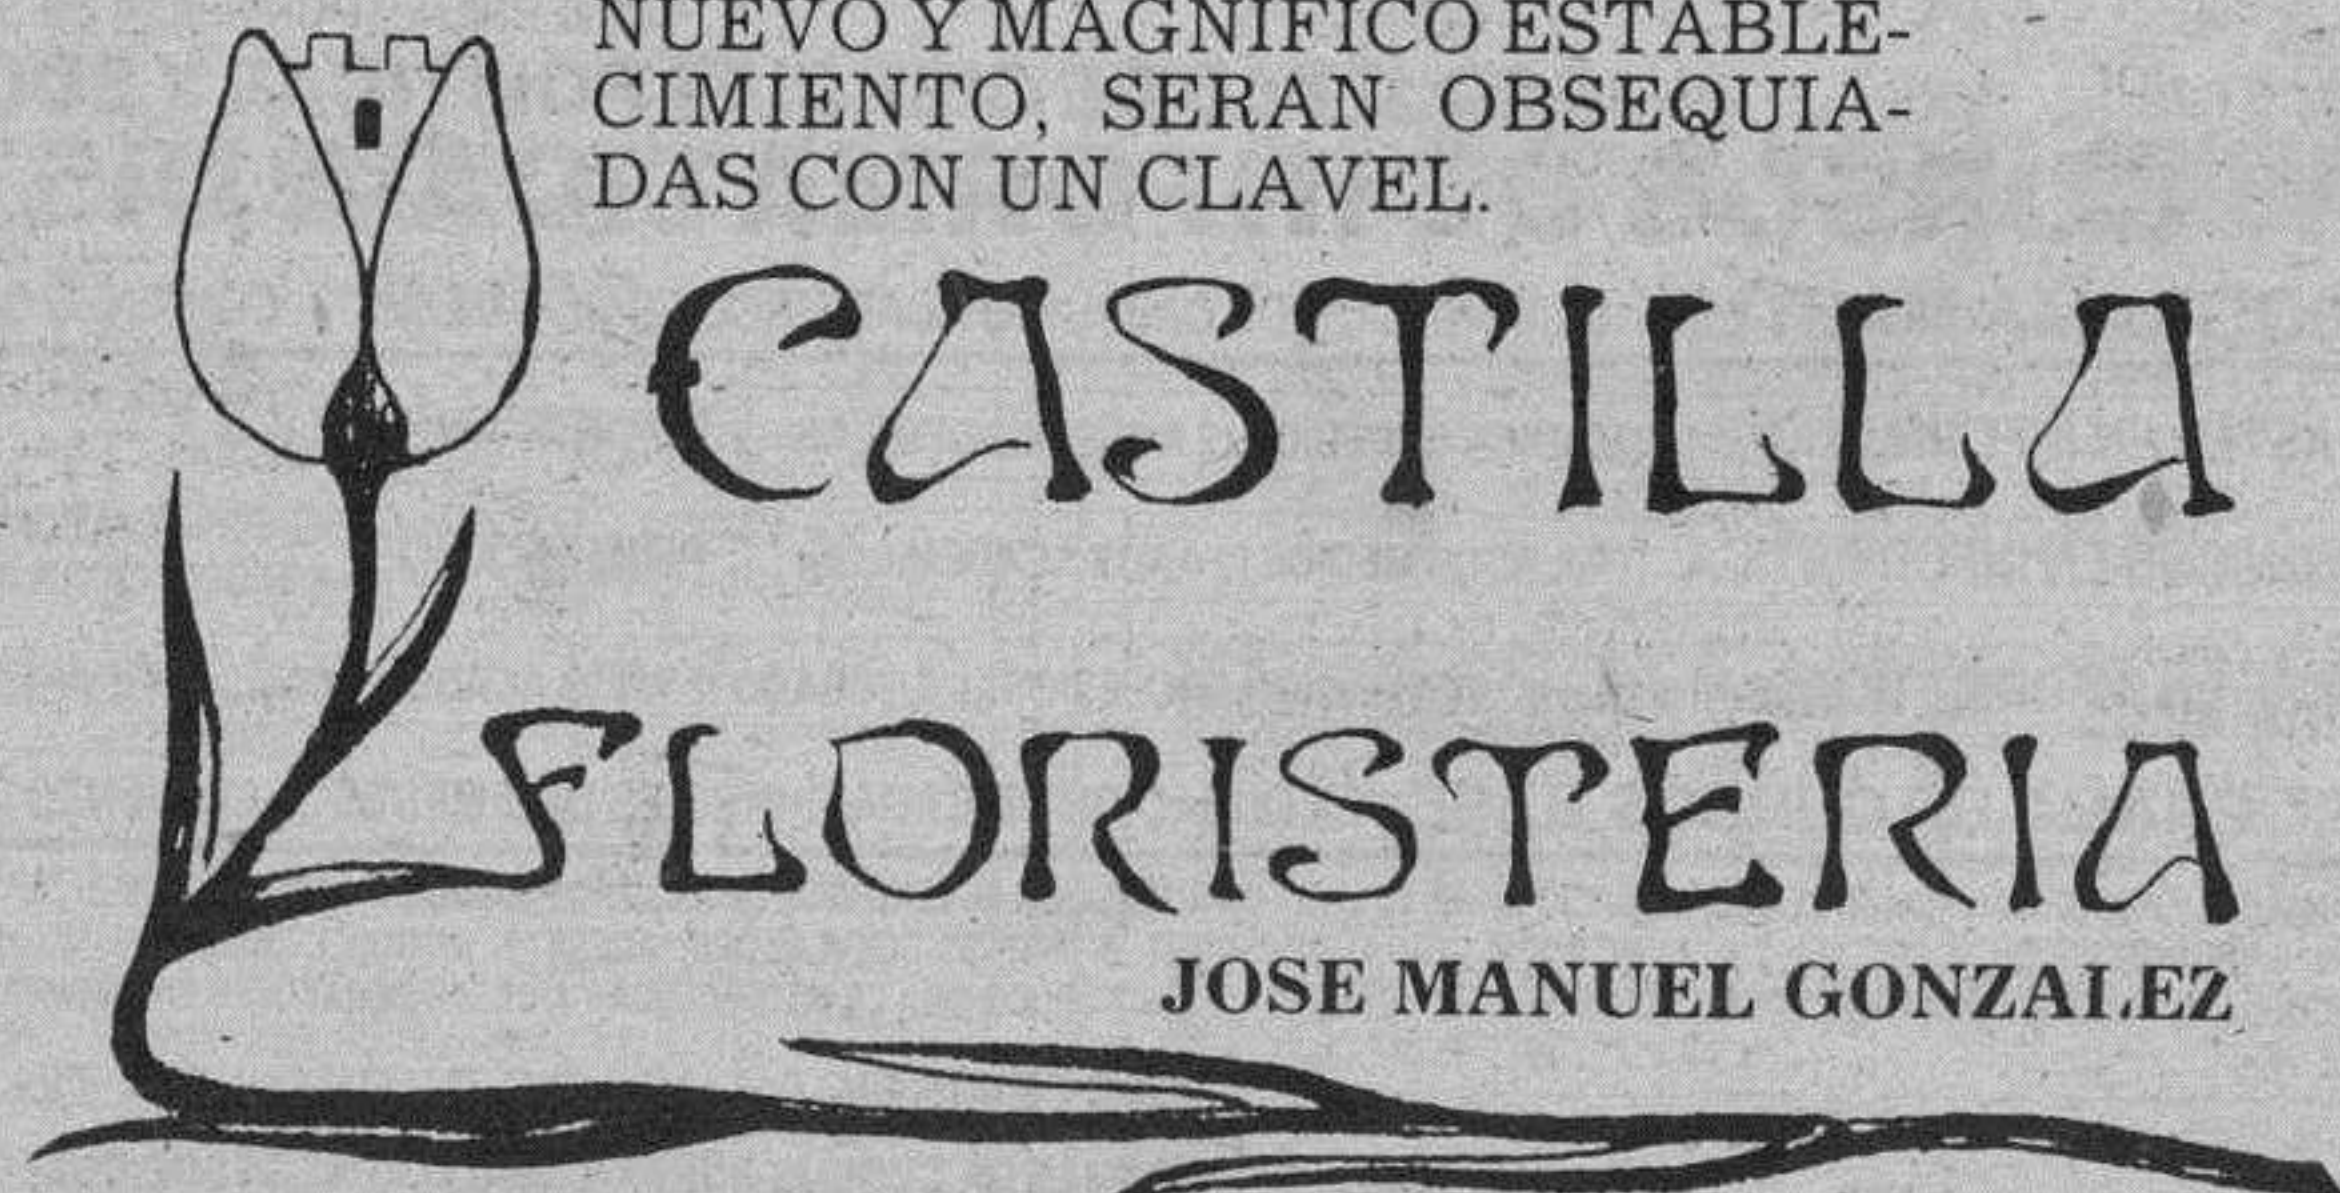 NUEVO Y MAGNIFICO ESTABLE-
CIMIENTO, SERAN OBSEQUIA-
DAS CON UN CLAVEL.
CASTILLA
FLORISTERIA
JOSE MANUEL GONZALEZ